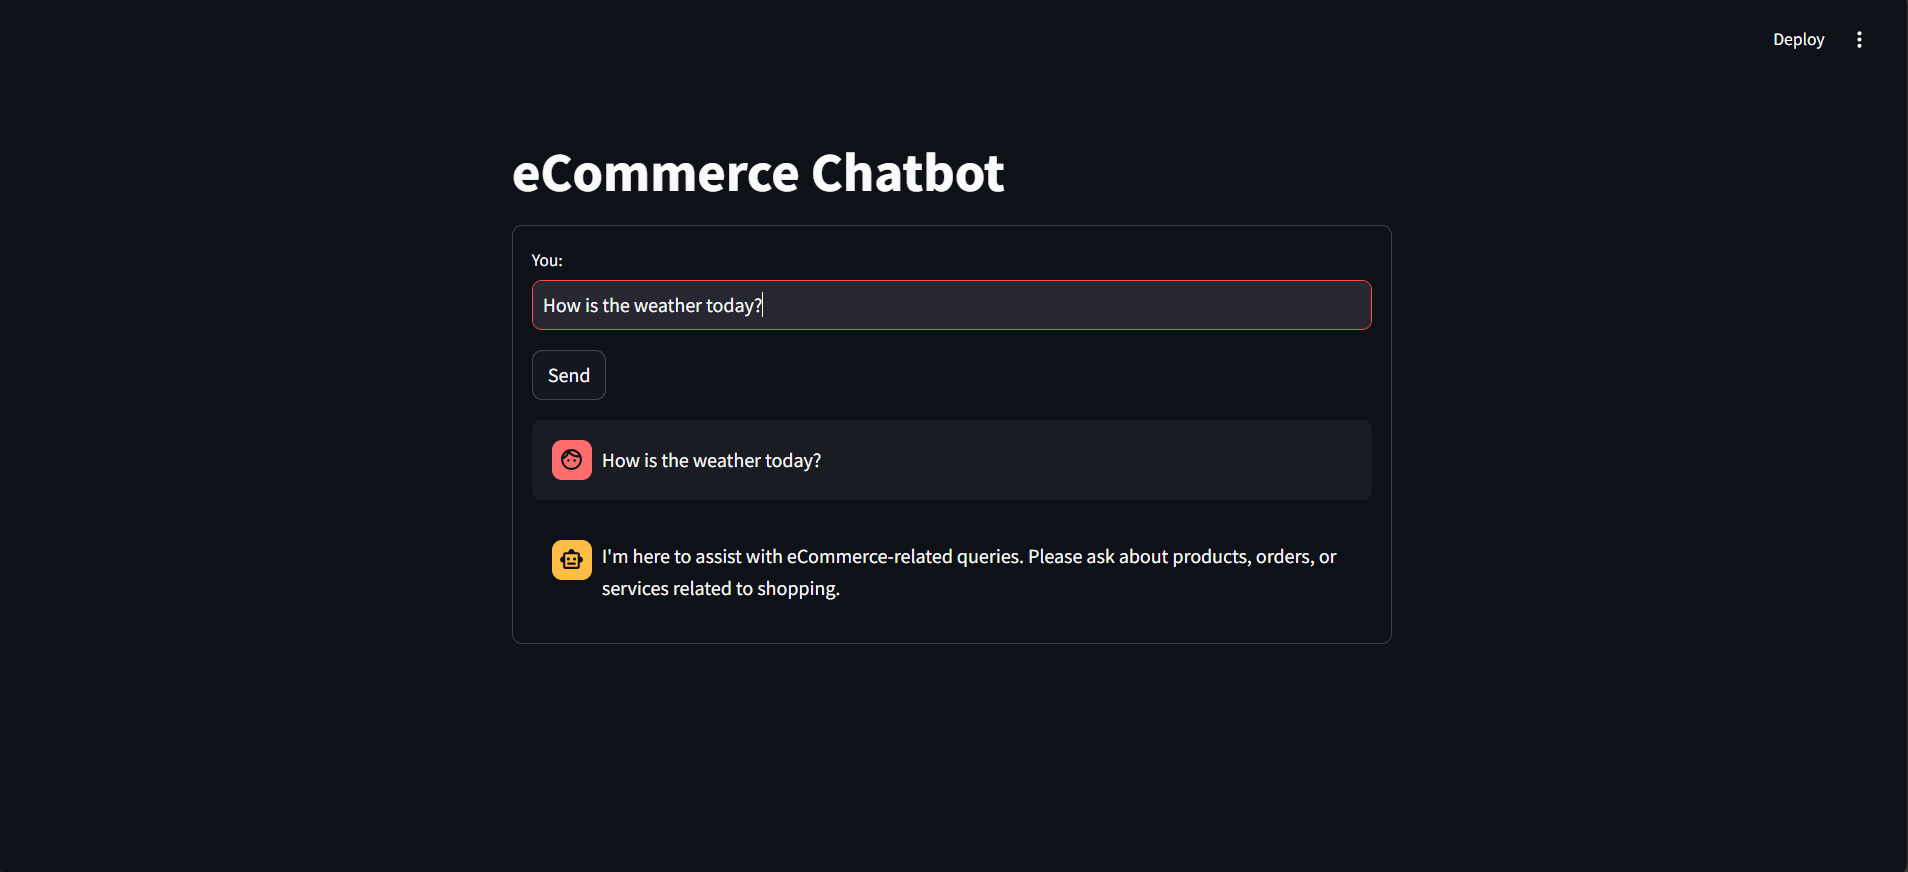 Deploy
eCommerce Chatbot
You:
How is the weather today?
Send
How is the weather today?
I'm here to assist with eCommerce-related queries. Please ask about products, orders, or
services related to shopping.